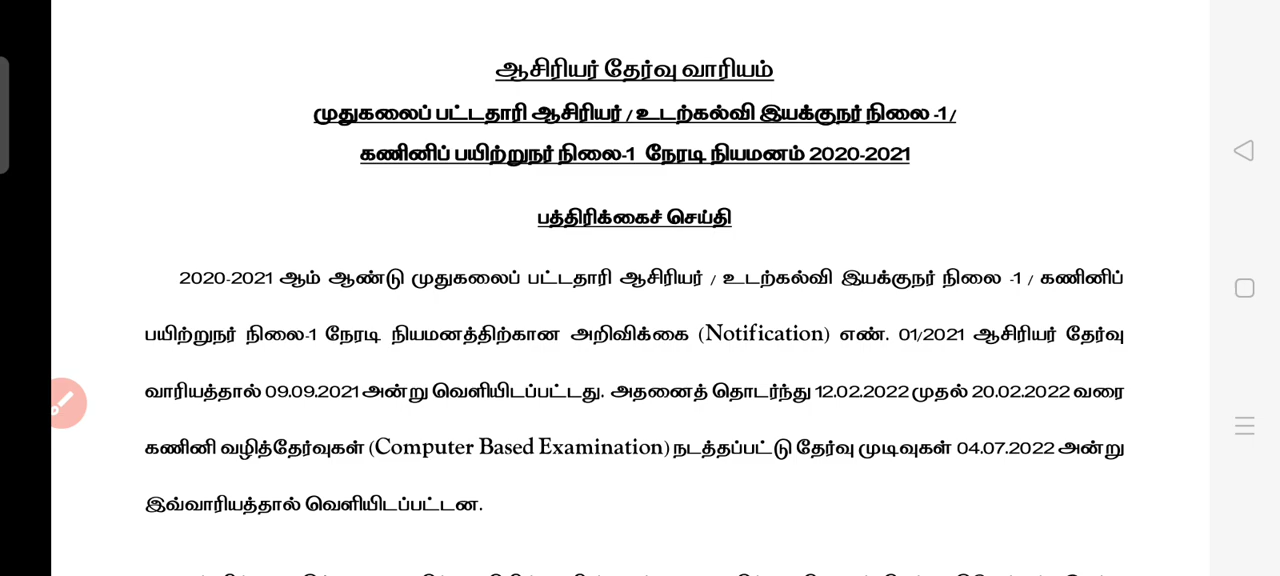 ஆசிரியர் தேர்வு வாரியம்
முதுகலைப் பட்டதாரி ஆசிரியர் / உடற்கல்வி இயக்குநர் நிலை -1/
கணினிப் பயிற்றுநர் நிலை-1 நேரடி நியமனம் 2020-2021
பத்திரிக்கைச் செய்தி
2020-2021 ஆம் ஆண்டு முதுகலைப் பட்டதாரி ஆசிரியர் / உடற்கல்வி இயக்குநர் நிலை -1 / கணினிப்
பயிற்றுநர் நிலை-1 நேரடி நியமனத்திற்கான அறிவிக்கை (Notification) எண். 01/2021 ஆசிரியர் தேர்வு
வாரியத்தால் 09.09.2021 அன்று வெளியிடப்பட்டது. அதனைத் தொடர்ந்து 12.02.2022 முதல் 20.02.2022 வரை
கணினி வழித்தேர்வுகள் (Computer Based Examination) நடத்தப்பட்டு தேர்வு முடிவுகள் 04.07.2022 அன்று
இவ்வாரியத்தால் வெளியிடப்பட்டன.